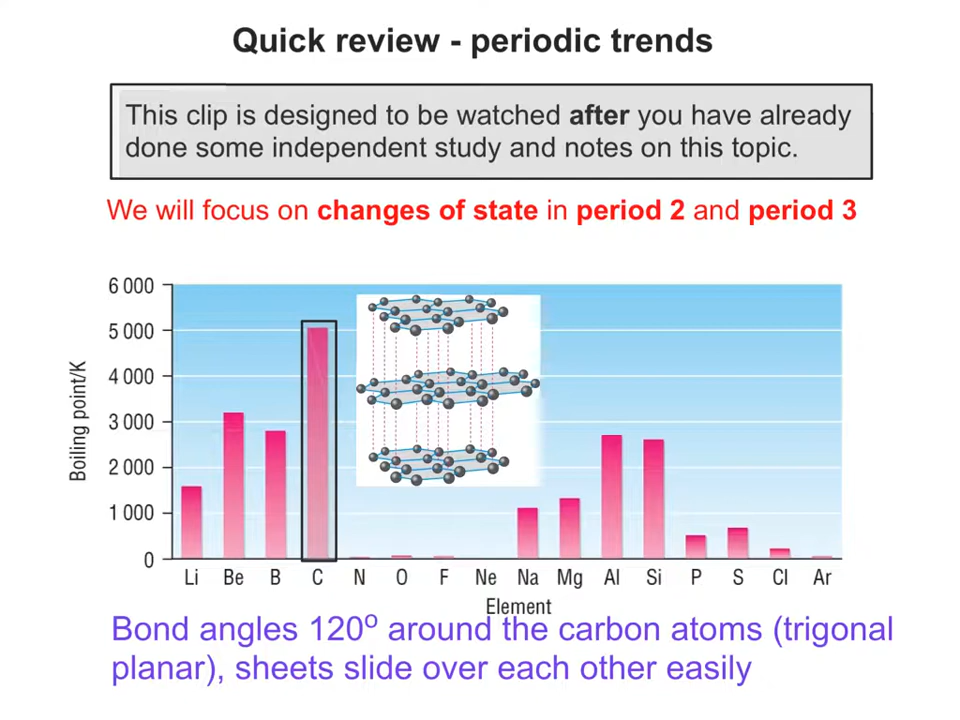 Quick review - periodic trends
This clip is designed to be watched after you have already
done some independent study and notes on this topic.
We will focus on changes of state in period 2 and period 3
6 000
5 000
4 000
3 000
2 000
1 000
0
Boiling point/K
Li Be B C N O F Ne Na Mg Al Si P S Cl Ar
Element
Bond angles 120° around the carbon atoms (trigonal
planar), sheets slide over each other easily